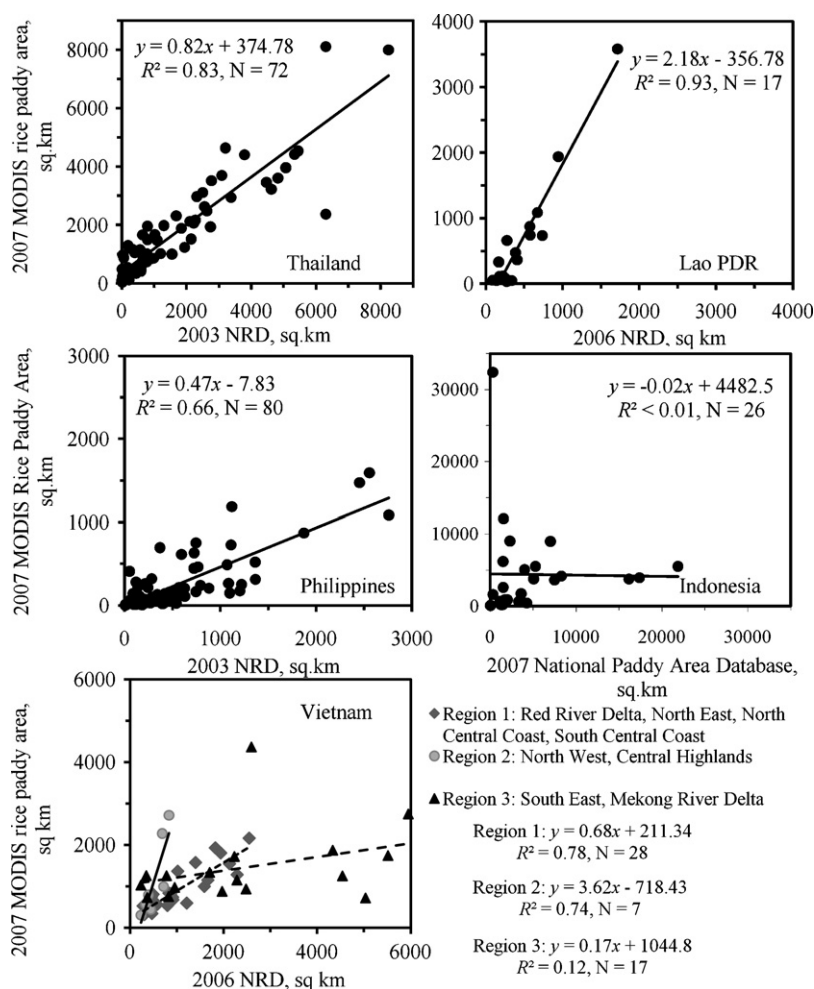 2007 MODIS rice paddy area,
sq.km
8000
6000
4000
2000
0
y = 0.82x + 374.78
R² = 0.83, N = 72
Thailand
0 2000 4000 6000 8000
2003 NRD, sq.km
4000
3000
2000
1000
0
y = 2.18x - 356.78
R² = 0.93, N = 17
Lao PDR
0 1000 2000 3000 4000
2006 NRD, sq km
2007 MODIS Rice Paddy Area,
sq.km
3000
2000
1000
0
y = 0.47x - 7.83
R² = 0.66, N = 80
Philippines
0 1000 2000 3000
2003 NRD, sq.km
30000
20000
10000
0
y = -0.02x + 4482.5
R² < 0.01, N = 26
Indonesia
0 10000 20000 30000
2007 National Paddy Area Database,
sq.km
2007 MODIS rice paddy area,
sq km
6000
4000
2000
0
Vietnam
0 2000 4000 6000
2006 NRD, sq km
Region 1: Red River Delta, North East, North
Central Coast, South Central Coast
Region 2: North West, Central Highlands
Region 3: South East, Mekong River Delta
Region 1: y = 0.68x + 211.34
R² = 0.78, N = 28
Region 2: y = 3.62x - 718.43
R² = 0.74, N = 7
Region 3: y = 0.17x + 1044.8
R² = 0.12, N = 17